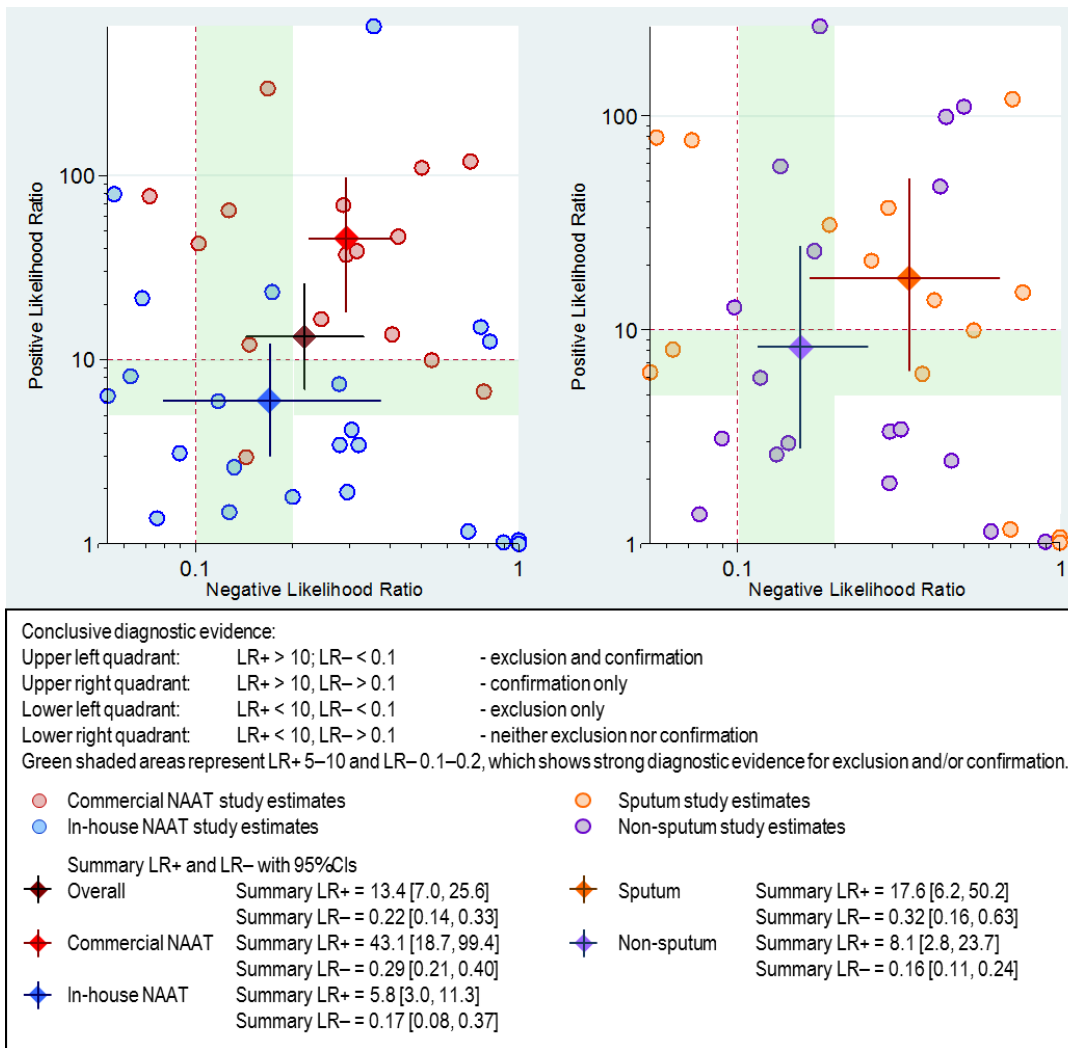 Positive Likelihood Ratio
100
10
1
0.1
1
Negative Likelihood Ratio
Positive Likelihood Ratio
100
10
1
0.1
1
Negative Likelihood Ratio
Conclusive diagnostic evidence:
Upper left quadrant: LR+ > 10; LR– < 0.1 - exclusion and confirmation
Upper right quadrant: LR+ > 10, LR– > 0.1 - confirmation only
Lower left quadrant: LR+ < 10, LR– < 0.1 - exclusion only
Lower right quadrant: LR+ < 10, LR– > 0.1 - neither exclusion nor confirmation
Green shaded areas represent LR+ 5–10 and LR– 0.1–0.2, which shows strong diagnostic evidence for exclusion and/or confirmation.
Commercial NAAT study estimates
In-house NAAT study estimates
Sputum study estimates
Non-sputum study estimates
Summary LR+ and LR– with 95%CIs
Overall Summary LR+ = 13.4 [7.0, 25.6]
Summary LR– = 0.22 [0.14, 0.33]
Commercial NAAT Summary LR+ = 43.1 [18.7, 99.4]
Summary LR– = 0.29 [0.21, 0.40]
In-house NAAT Summary LR+ = 5.8 [3.0, 11.3]
Summary LR– = 0.17 [0.08, 0.37]
Sputum Summary LR+ = 17.6 [6.2, 50.2]
Summary LR– = 0.32 [0.16, 0.63]
Non-sputum Summary LR+ = 8.1 [2.8, 23.7]
Summary LR– = 0.16 [0.11, 0.24]